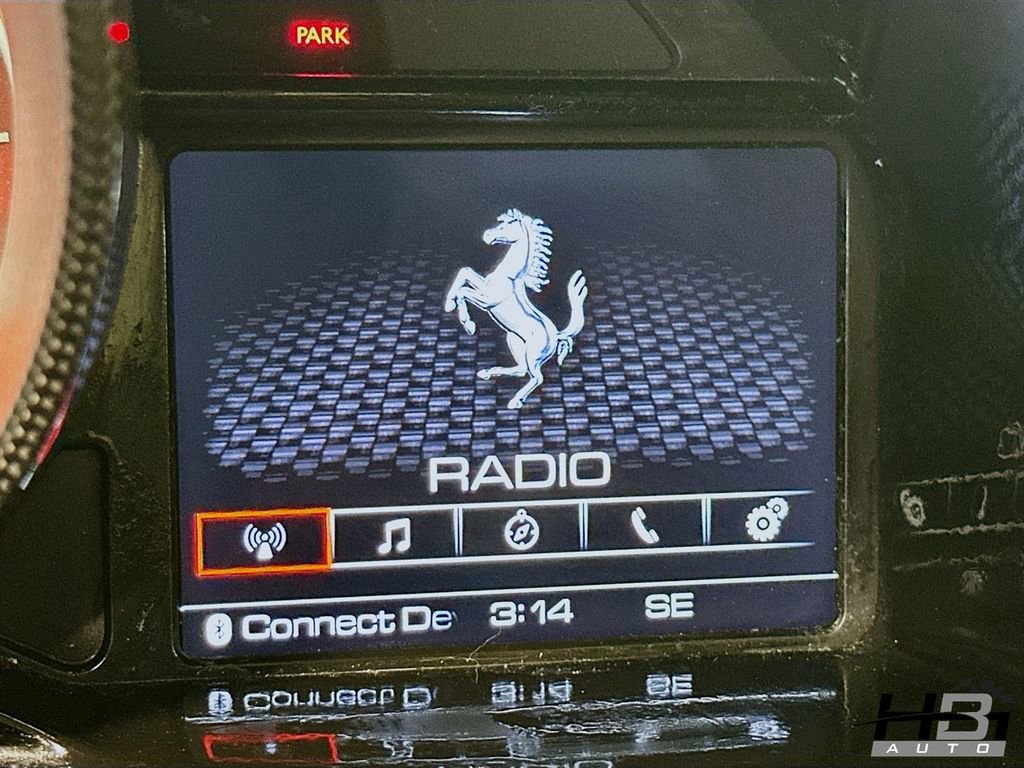 PARK
RADIO
Connect De 3:14 SE
HB
AUTO